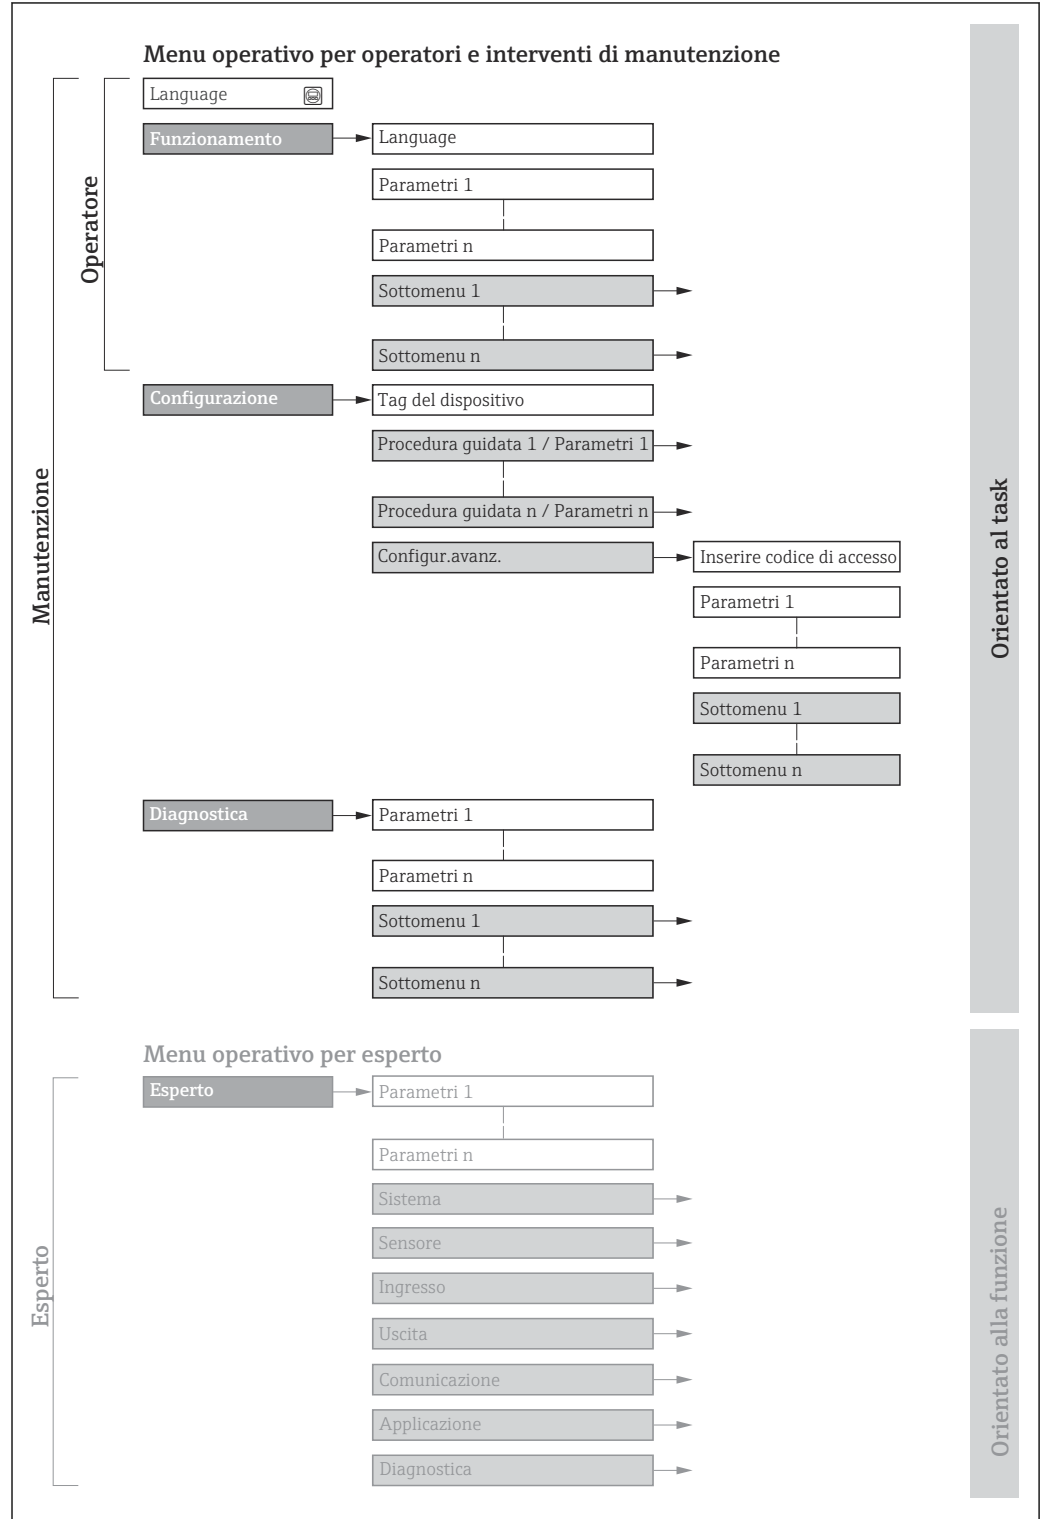 Menu operativo per operatori e interventi di manutenzione
Language
Funzionamento
Language
Parametri 1
Parametri n
Sottomenu 1
Sottomenu n
Operatore
Configurazione
Tag del dispositivo
Procedura guidata 1 / Parametri 1
Procedura guidata n / Parametri n
Configur.avanz.
Inserire codice di accesso
Parametri 1
Parametri n
Sottomenu 1
Sottomenu n
Manutenzione
Diagnostica
Parametri 1
Parametri n
Sottomenu 1
Sottomenu n
Orientato al task
Menu operativo per esperto
Esperto
Parametri 1
Parametri n
Sistema
Sensore
Ingresso
Uscita
Comunicazione
Applicazione
Diagnostica
Esperto
Orientato alla funzione